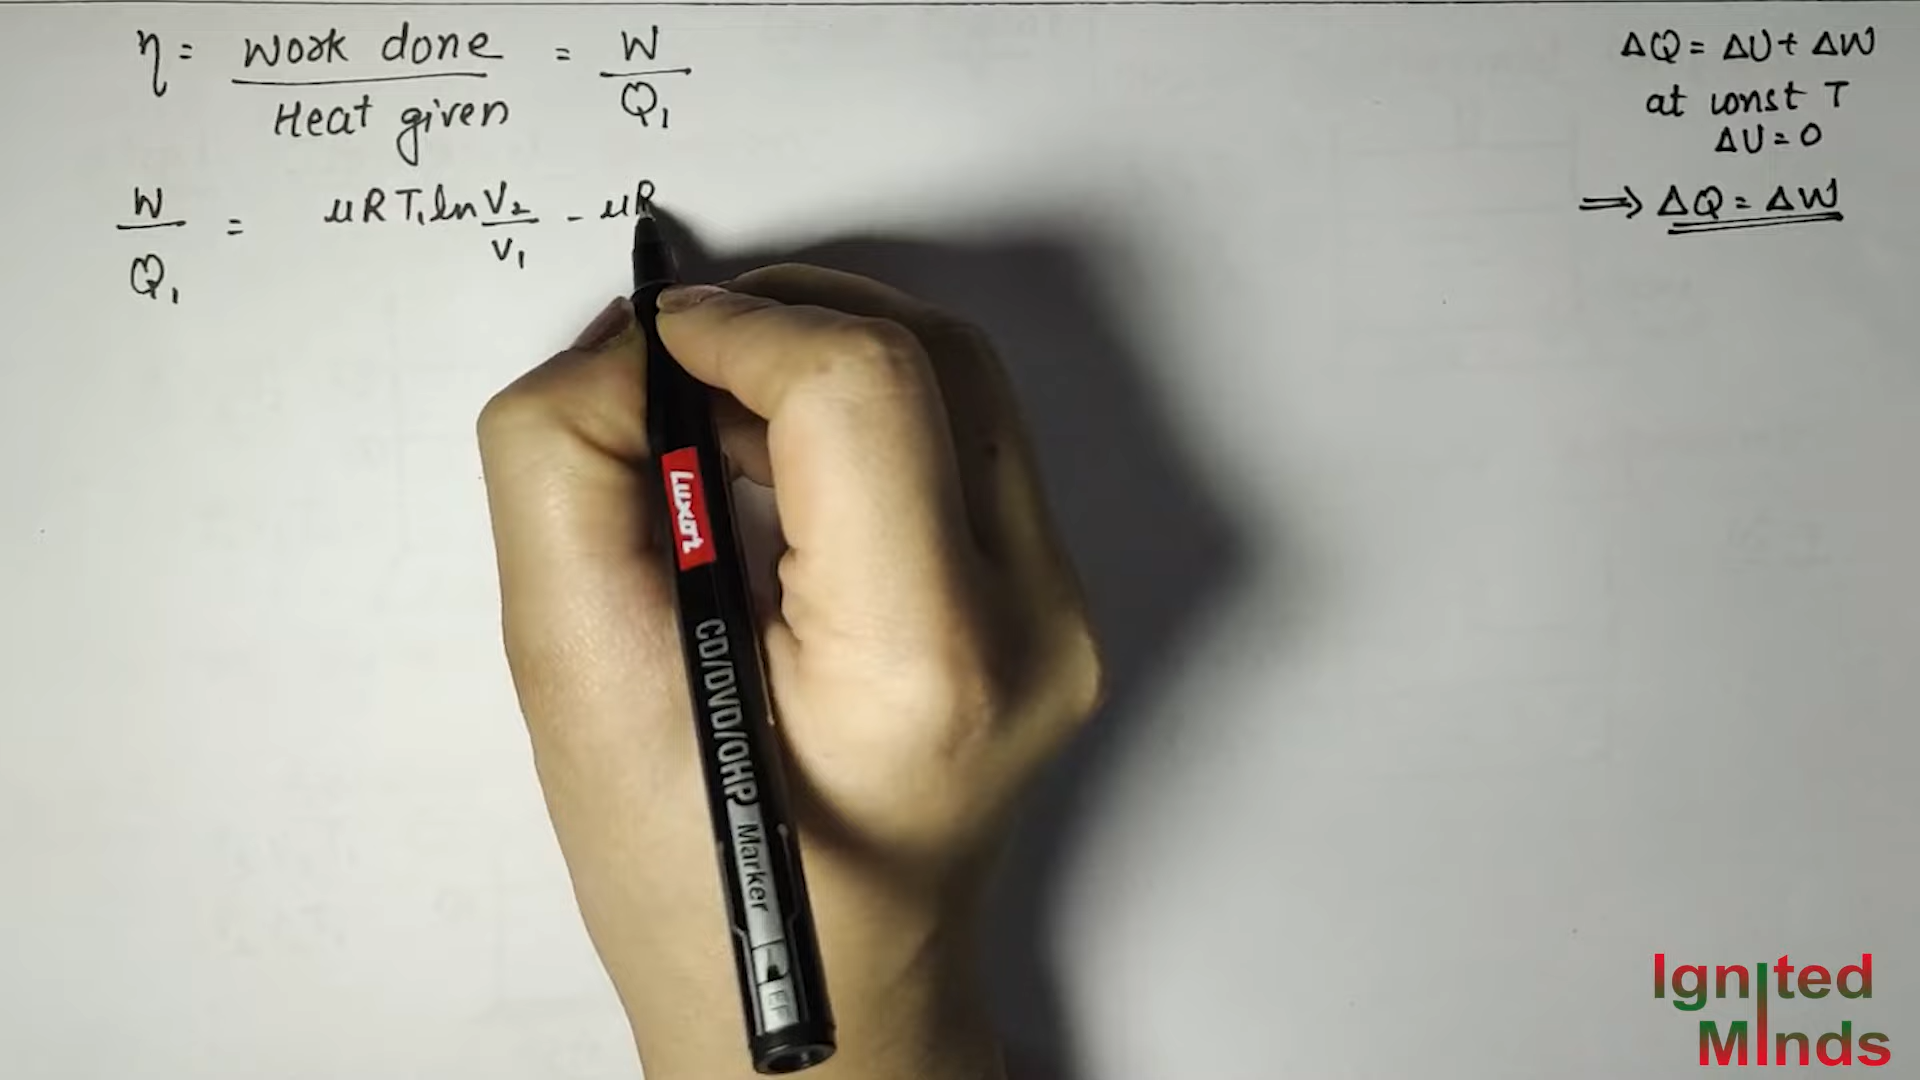 η = Work done / Heat given = W / Q₁
ΔQ = ΔU + ΔW
at const T
ΔU = 0
⇒ ΔQ = ΔW
W / Q₁ = μRT₁ ln V₂ / V₁ - μR
Luxor
CD/DVD/OHP Marker
Ignited
Minds